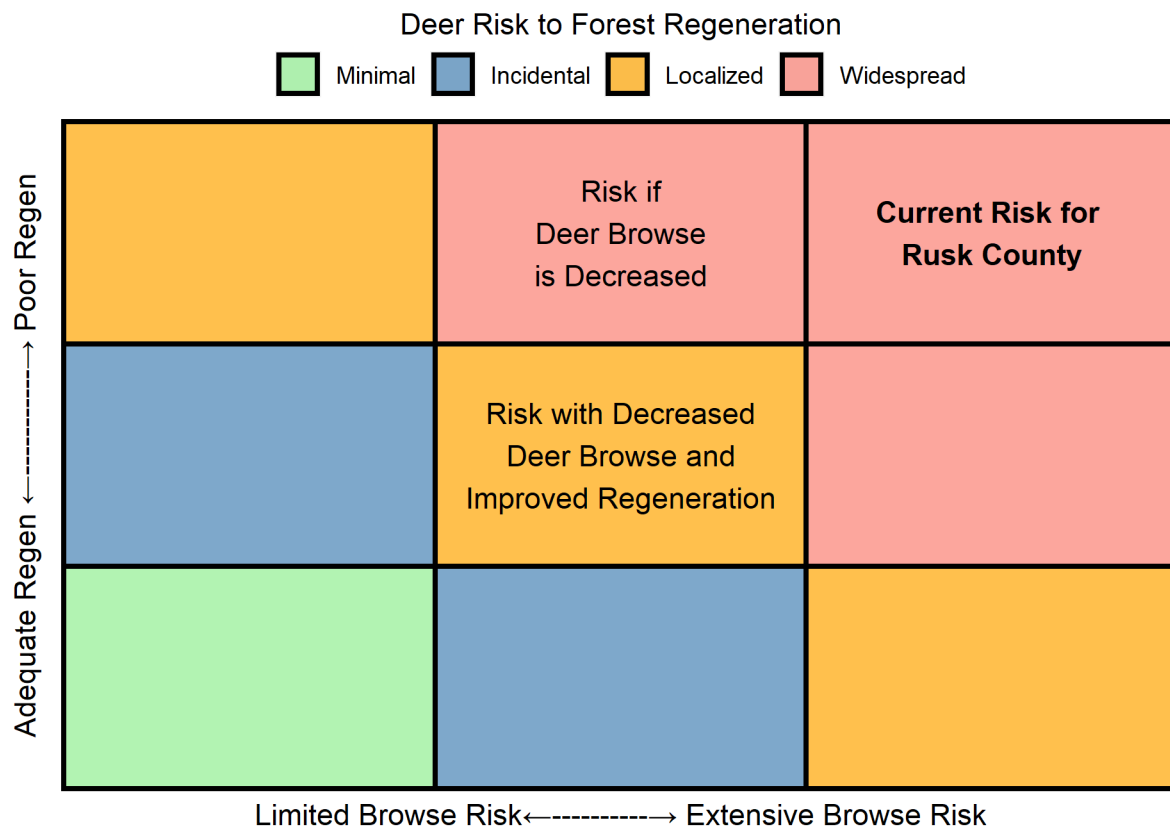 Deer Risk to Forest Regeneration
Minimal Incidental Localized Widespread
Poor Regen
Adequate Regen ←----------→ Poor Regen
Risk if
Deer Browse
is Decreased
Current Risk for
Rusk County
Risk with Decreased
Deer Browse and
Improved Regeneration
Limited Browse Risk←----------→ Extensive Browse Risk